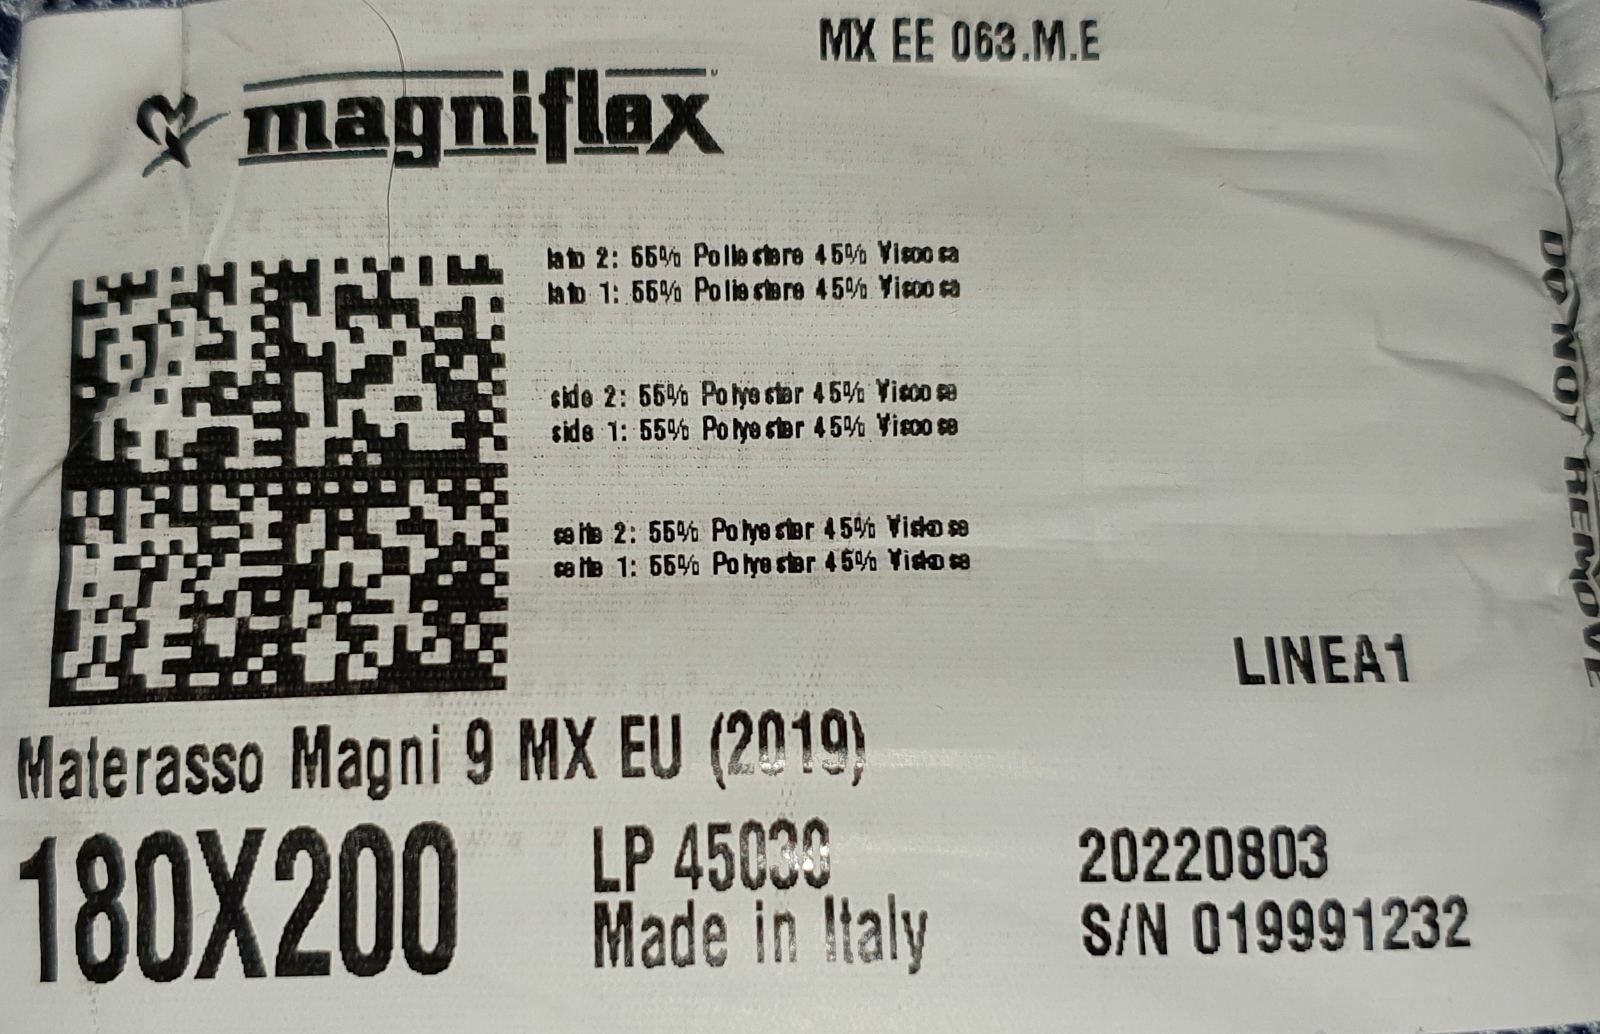 MX EE 063.M.E
magniflex
lato 2: 55% Poliestere 45% Viscosa
lato 1: 55% Poliestere 45% Viscosa
side 2: 55% Polyester 45% Viscose
side 1: 55% Polyester 45% Viscose
seite 2: 55% Polyester 45% Viskose
seite 1: 55% Polyester 45% Viskose
LINEA1
Materasso Magni 9 MX EU (2019)
180X200
LP 45030
Made in Italy
20220803
S/N 019991232
DO NOT REMOVE